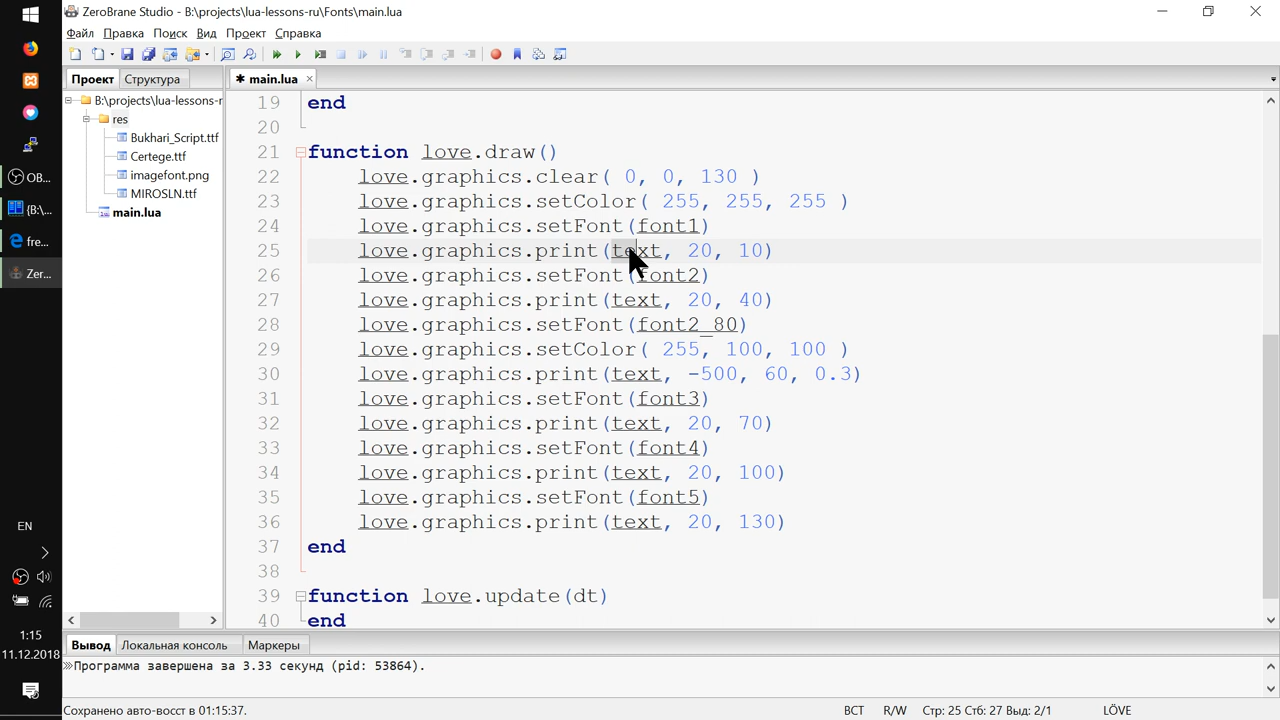 ZeroBrane Studio - B:\projects\lua-lessons-ru\Fonts\main.lua
Файл Правка Поиск Вид Проект Справка
Проект Структура
main.lua
B:\projects\lua-lessons-r
res
Bukhari_Script.ttf
Certege.ttf
imagefont.png
MIROSLN.ttf
main.lua
19 end
20
21 function love.draw()
22 love.graphics.clear( 0, 0, 130 )
23 love.graphics.setColor( 255, 255, 255 )
24 love.graphics.setFont(font1)
25 love.graphics.print(text, 20, 10)
26 love.graphics.setFont(font2)
27 love.graphics.print(text, 20, 40)
28 love.graphics.setFont(font2_80)
29 love.graphics.setColor( 255, 100, 100 )
30 love.graphics.print(text, -500, 60, 0.3)
31 love.graphics.setFont(font3)
32 love.graphics.print(text, 20, 70)
33 love.graphics.setFont(font4)
34 love.graphics.print(text, 20, 100)
35 love.graphics.setFont(font5)
36 love.graphics.print(text, 20, 130)
37 end
38
39 function love.update(dt)
40 end
OB...
{B:\...
fre...
Zer...
EN
1:15
11.12.2018
Вывод Локальная консоль Маркеры
Программа завершена за 3.33 секунд (pid: 53864).
Сохранено авто-восст в 01:15:37.
ВСТ R/W Стр: 25 Стб: 27 Выд: 2/1 LÖVE